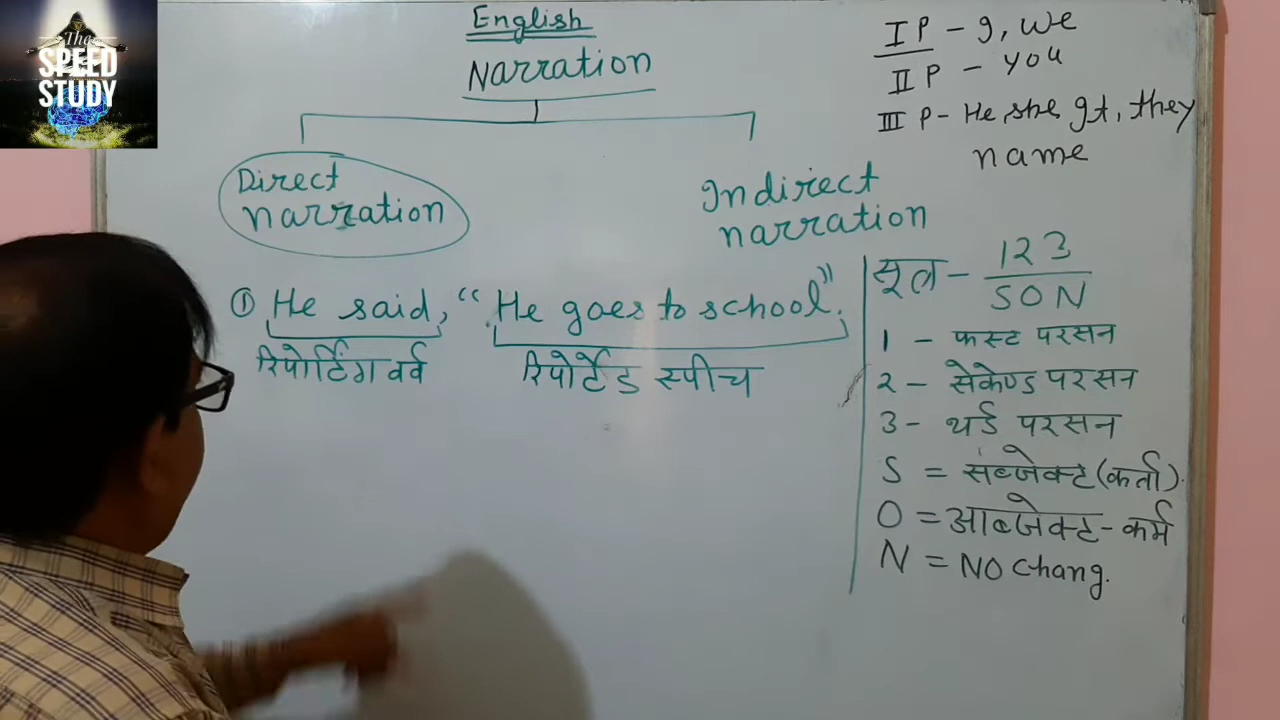 The
SPEED
STUDY
English
Narration
Direct
narration
Indirect
narration
① He said, “He goes to school”.
रिपोर्टिंग वर्व
रिपोर्टेड स्पीच
I P - I, we
II P - you
III P - He, she It, they
name
सूत्र - 123
SON
1 - फस्ट परसन
2 - सेकेण्ड परसन
3 - थर्ड परसन
S = सब्जेक्ट (कर्ता).
O = आब्जेक्ट - कर्म
N = NO chang.